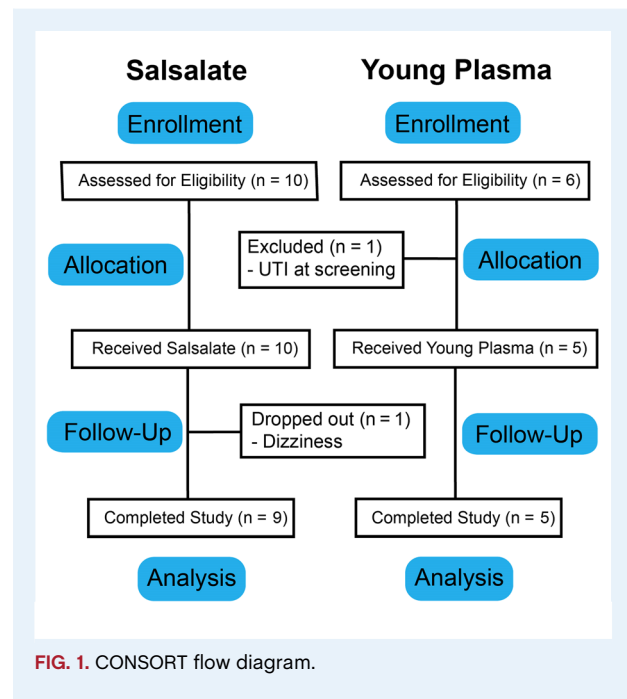 Salsalate
Enrollment
Assessed for Eligibility (n = 10)
Allocation
Received Salsalate (n = 10)
Follow-Up
Dropped out (n = 1)
- Dizziness
Completed Study (n = 9)
Analysis
Young Plasma
Enrollment
Assessed for Eligibility (n = 6)
Excluded (n = 1)
- UTI at screening
Allocation
Received Young Plasma (n = 5)
Follow-Up
Completed Study (n = 5)
Analysis
FIG. 1. CONSORT flow diagram.